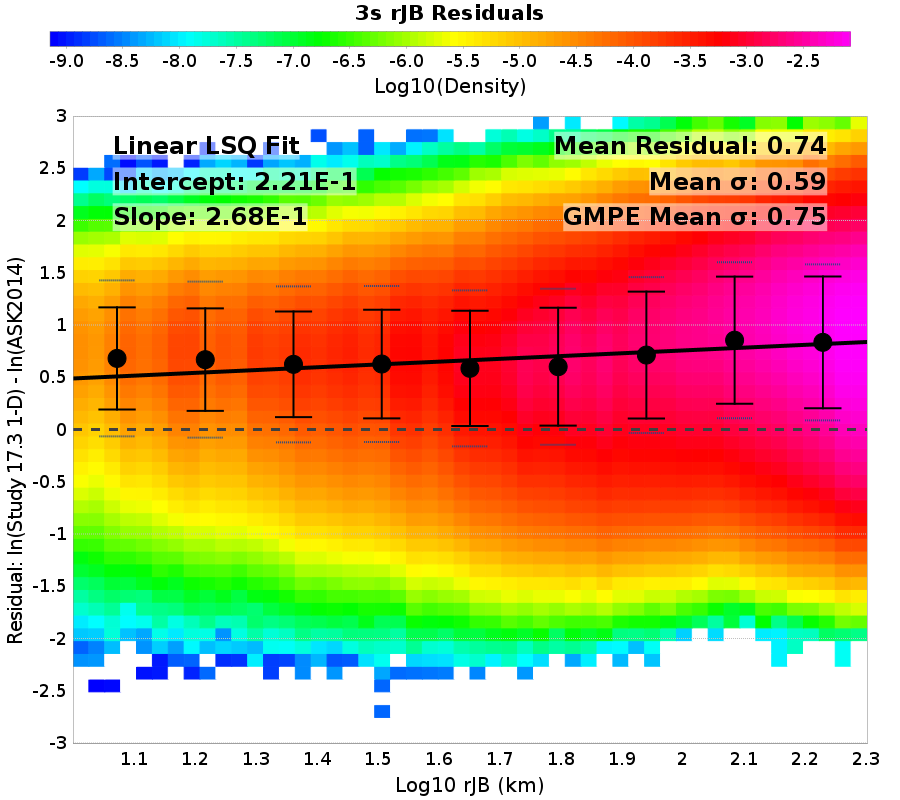 3s rJB Residuals
-9.0 -8.5 -8.0 -7.5 -7.0 -6.5 -6.0 -5.5 -5.0 -4.5 -4.0 -3.5 -3.0 -2.5
Log10(Density)
Linear LSQ Fit
Intercept: 2.21E-1
Slope: 2.68E-1
Mean Residual: 0.74
Mean σ: 0.59
GMPE Mean σ: 0.75
Residual: ln(Study 17.3 1-D) - ln(ASK2014)
3
2.5
2
1.5
1
0.5
0
-0.5
-1
-1.5
-2
-2.5
-3
1.1 1.2 1.3 1.4 1.5 1.6 1.7 1.8 1.9 2 2.1 2.2 2.3
Log10 rJB (km)